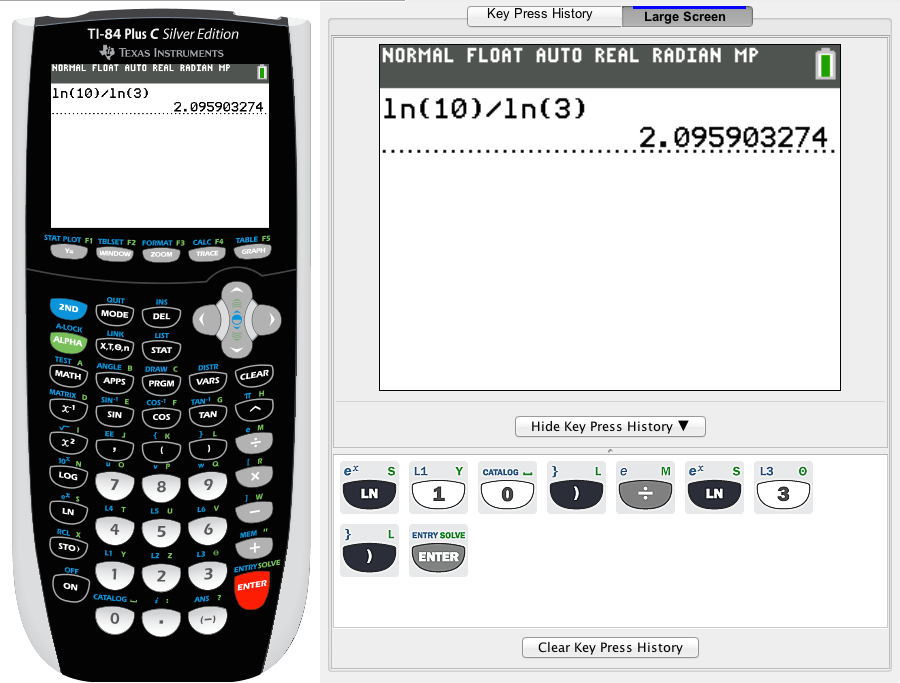 TI-84 Plus C Silver Edition
TEXAS INSTRUMENTS
NORMAL FLOAT AUTO REAL RADIAN MP
ln(10)/ln(3)
2.095903274
STAT PLOT F1 TBLSET F2 FORMAT F3 CALC F4 TABLE F5
Y= WINDOW ZOOM TRACE GRAPH
QUIT INS
2ND MODE DEL
A-LOCK LINK LIST
ALPHA X,T,Θ,n STAT
TEST A ANGLE B DRAW C DISTR
MATH APPS PRGM VARS CLEAR
MATRIX D SIN-1 E COS-1 F TAN-1 G π H
X-1 SIN COS TAN ^
√ I EE J { K } L e M
X² , ( ) ÷
10x N u O v P w Q [ R
LOG 7 8 9 ×
ex S L4 T L5 U L6 V ] W
LN 4 5 6 −
RCL X L1 Y L2 Z L3 Θ MEM "
STO› 1 2 3 +
OFF CATALOG ⎵ i : ANS ? ENTRY SOLVE
ON 0 . (−) ENTER
Key Press History Large Screen
NORMAL FLOAT AUTO REAL RADIAN MP
ln(10)/ln(3)
2.095903274
Hide Key Press History ▼
ex S L1 Y CATALOG ⎵ } L e M ex S L3 Θ
LN 1 0 ) ÷ LN 3
} L ENTRY SOLVE
) ENTER
Clear Key Press History